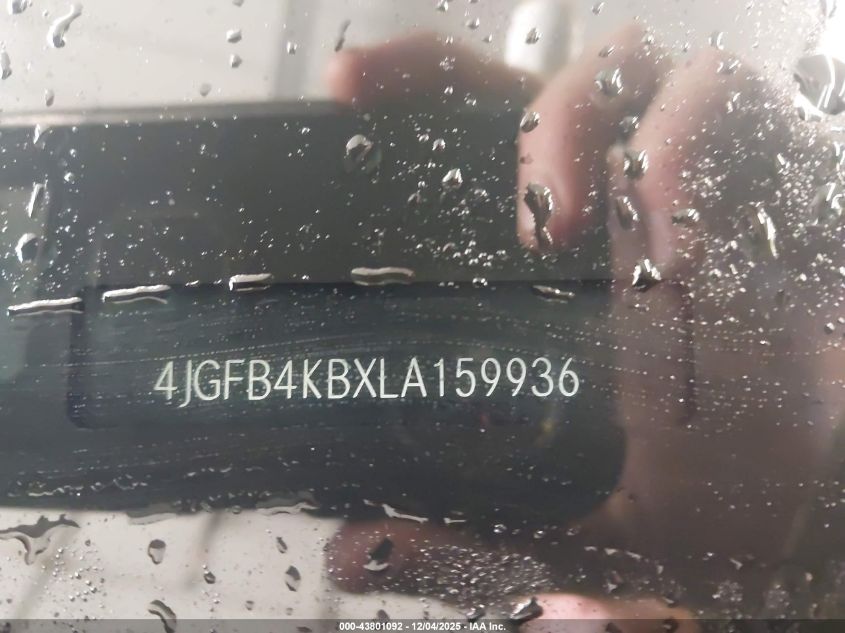 4JGFB4KBXLA159936
000-43801092 - 12/04/2025 - IAA Inc.